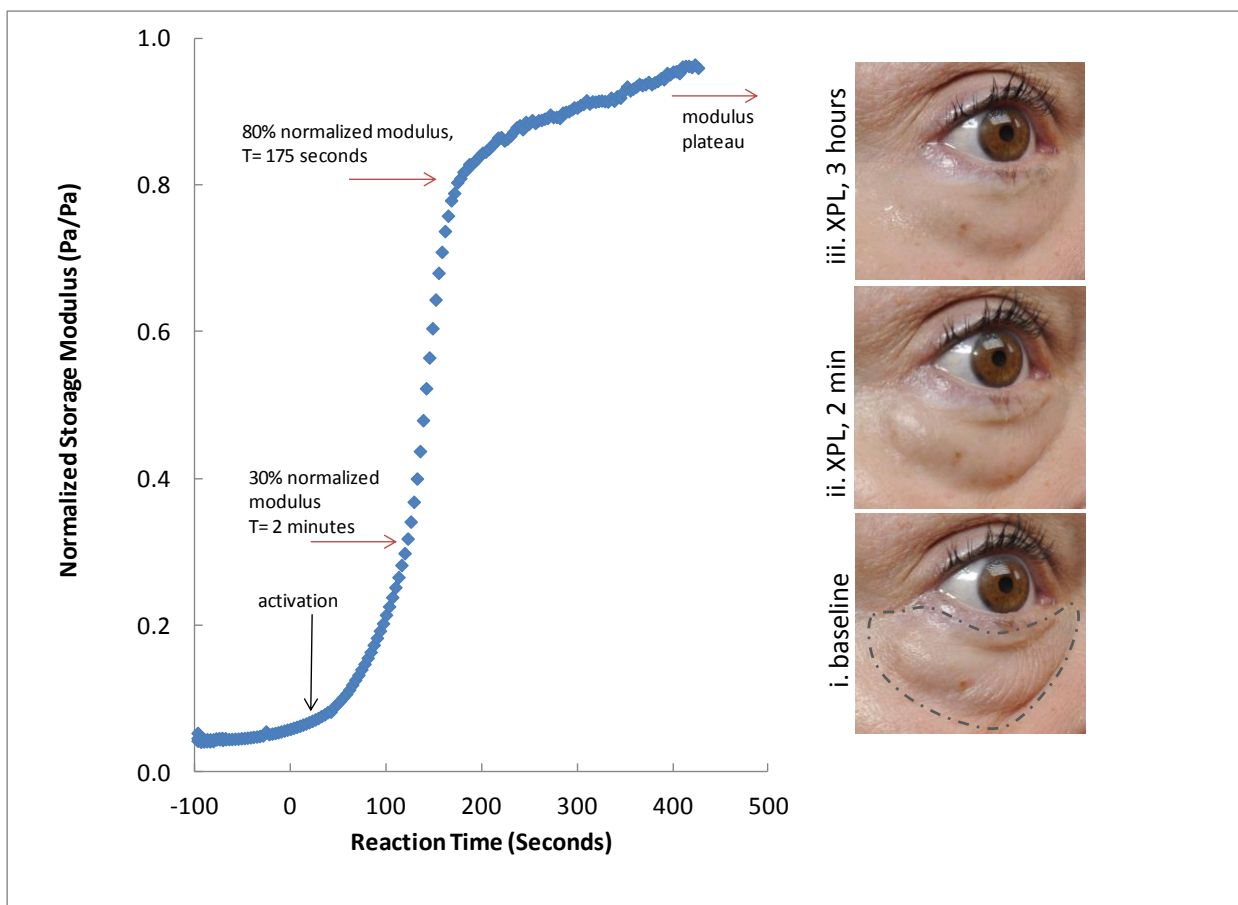 Normalized Storage Modulus (Pa/Pa)
1.0
0.8
0.6
0.4
0.2
0.0
80% normalized modulus,
T= 175 seconds
modulus
plateau
30% normalized
modulus
T= 2 minutes
activation
-100 0 100 200 300 400 500
Reaction Time (Seconds)
iii. XPL, 3 hours
ii. XPL, 2 min
i. baseline